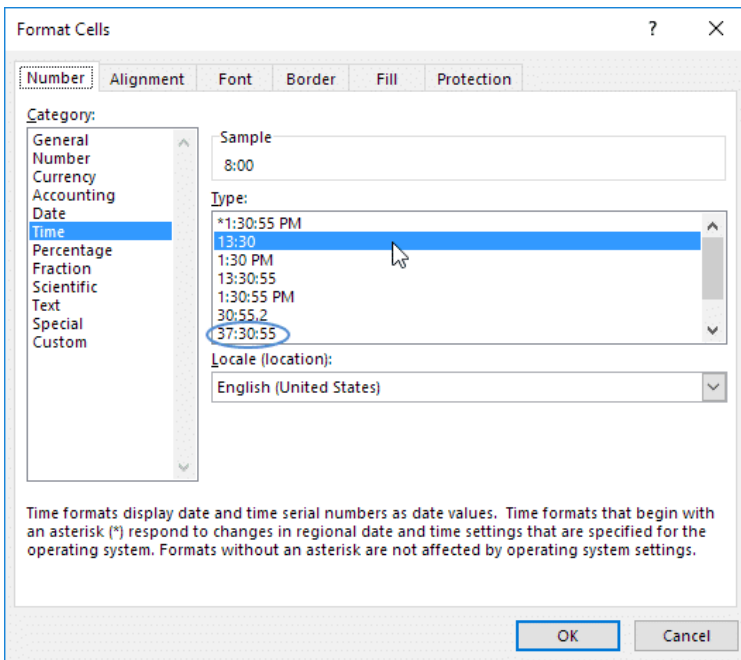 Format Cells
?
Number
Alignment
Font
Border
Fill
Protection
Category:
General
Number
Currency
Accounting
Date
Time
Percentage
Fraction
Scientific
Text
Special
Custom
Sample
8:00
Type:
*1:30:55 PM
13:30
1:30 PM
13:30:55
1:30:55 PM
30:55.2
37:30:55
Locale (location):
English (United States)
Time formats display date and time serial numbers as date values.  Time formats that begin with
an asterisk (*) respond to changes in regional date and time settings that are specified for the
operating system. Formats without an asterisk are not affected by operating system settings.
OK
Cancel